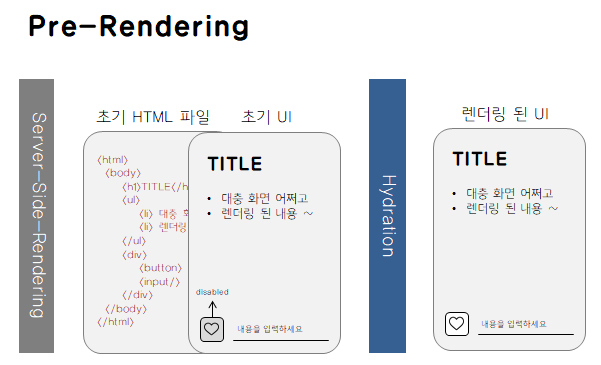 Pre-Rendering
Server-Side-Rendering
초기 HTML 파일
<html>
<body>
<h1>TITLE</h
<ul>
<li> 대충 화
<li> 렌더링
</ul>
<div>
<button>
<input/>
</div>
</body>
</html>
초기 UI
TITLE
• 대충 화면 어쩌고
• 렌더링 된 내용 ~
disabled
내용을 입력하세요
Hydration
렌더링 된 UI
TITLE
• 대충 화면 어쩌고
• 렌더링 된 내용 ~
내용을 입력하세요